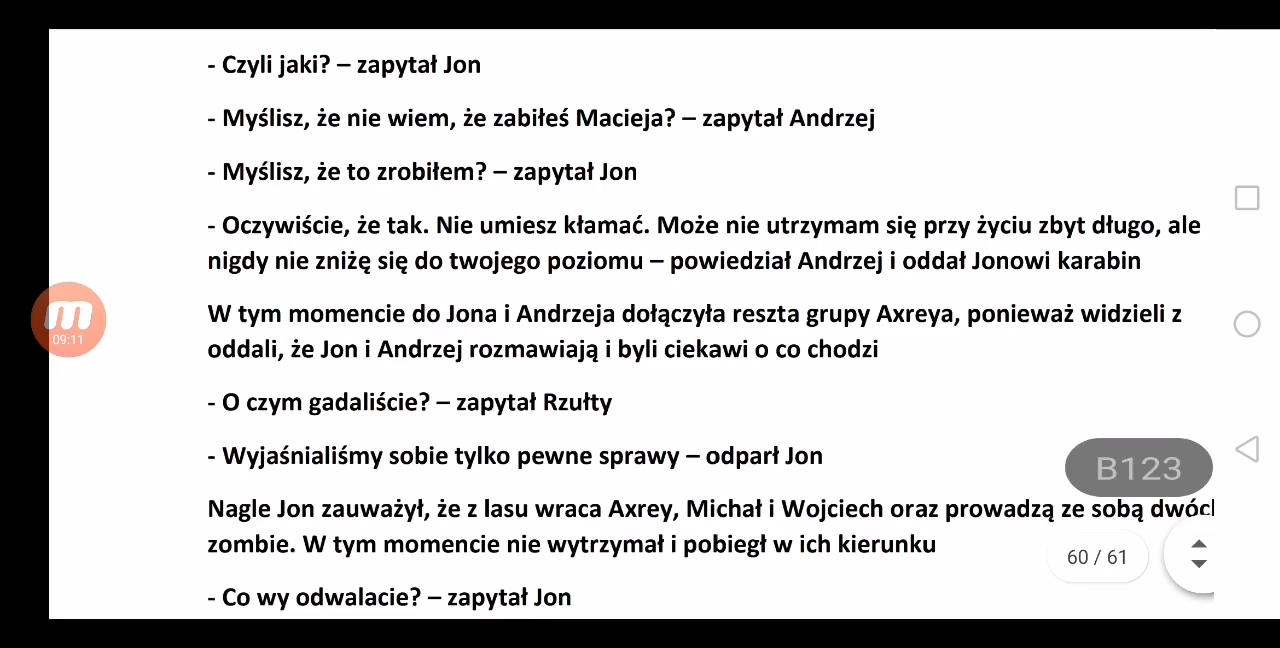 - Czyli jaki? – zapytał Jon
- Myślisz, że nie wiem, że zabiłeś Macieja? – zapytał Andrzej
- Myślisz, że to zrobiłem? – zapytał Jon
- Oczywiście, że tak. Nie umiesz kłamać. Może nie utrzymam się przy życiu zbyt długo, ale
nigdy nie zniżę się do twojego poziomu – powiedział Andrzej i oddał Jonowi karabin
W tym momencie do Jona i Andrzeja dołączyła reszta grupy Axreya, ponieważ widzieli z
oddali, że Jon i Andrzej rozmawiają i byli ciekawi o co chodzi
- O czym gadaliście? – zapytał Rzułty
- Wyjaśnialiśmy sobie tylko pewne sprawy – odparł Jon
Nagle Jon zauważył, że z lasu wraca Axrey, Michał i Wojciech oraz prowadzą ze sobą dwóch
zombie. W tym momencie nie wytrzymał i pobiegł w ich kierunku
- Co wy odwalacie? – zapytał Jon
m
09:11
B123
60 / 61